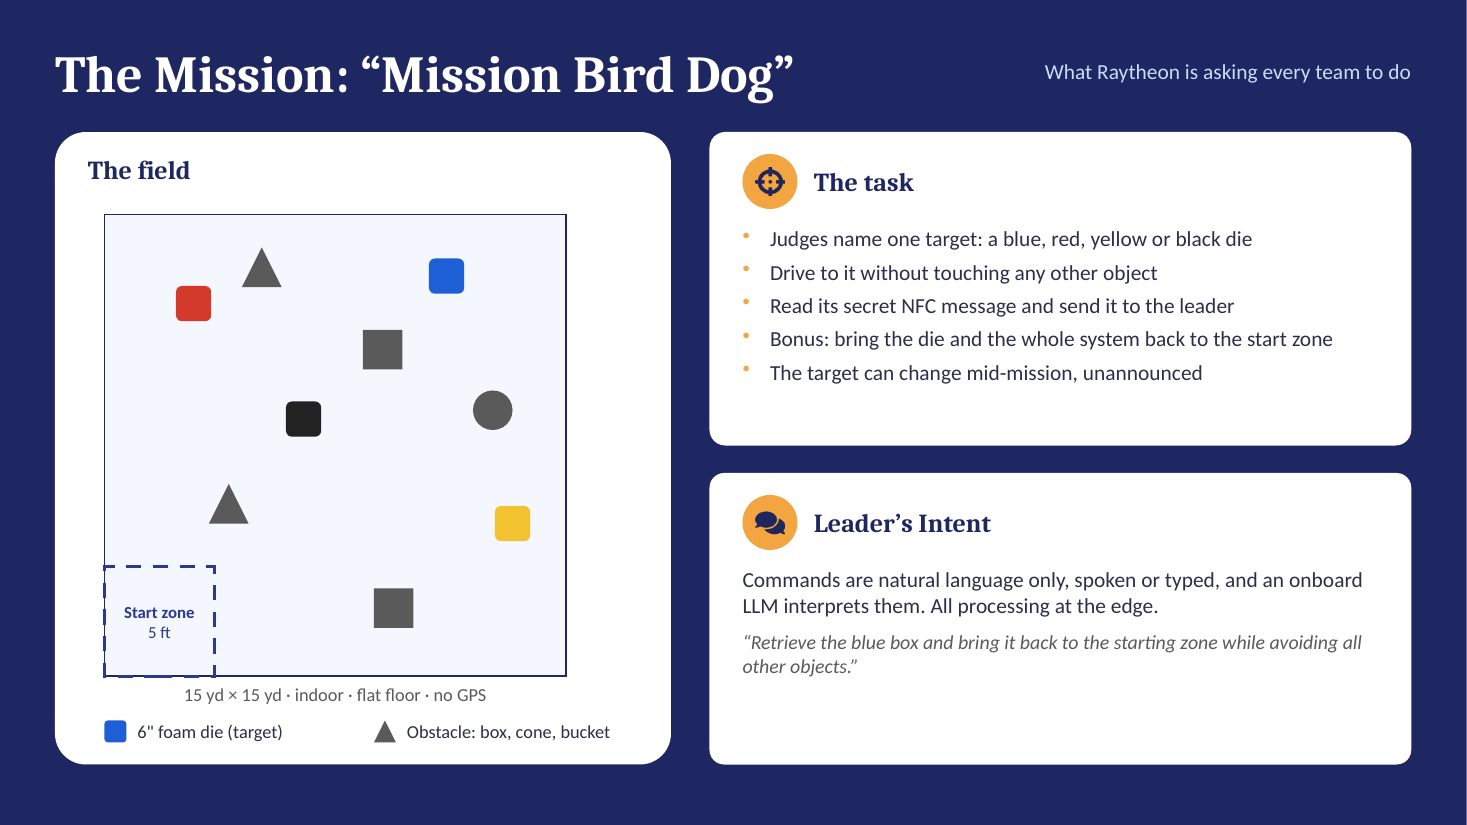 The Mission: “Mission Bird Dog”
What Raytheon is asking every team to do
The field
Start zone
5 ft
15 yd × 15 yd · indoor · flat floor · no GPS
6" foam die (target)
Obstacle: box, cone, bucket
The task
• Judges name one target: a blue, red, yellow or black die
• Drive to it without touching any other object
• Read its secret NFC message and send it to the leader
• Bonus: bring the die and the whole system back to the start zone
• The target can change mid-mission, unannounced
Leader’s Intent
Commands are natural language only, spoken or typed, and an onboard
LLM interprets them. All processing at the edge.
“Retrieve the blue box and bring it back to the starting zone while avoiding all
other objects.”